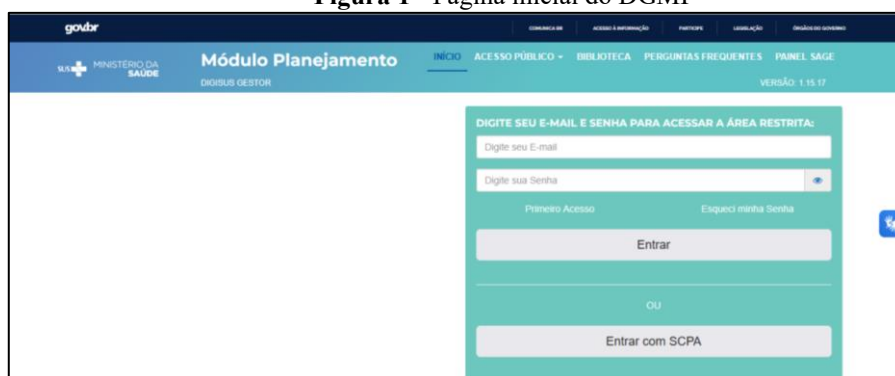 Figura 1 - Página inicial do DGMP
govbr
COMUNICA BR ACESSO À INFORMAÇÃO PARTICIPE LEGISLAÇÃO ÓRGÃOS DO GOVERNO
SUS MINISTÉRIO DA SAÚDE
Módulo Planejamento
DIGISUS GESTOR
INÍCIO ACESSO PÚBLICO BIBLIOTECA PERGUNTAS FREQUENTES PAINEL SAGE
VERSÃO: 1.15.17
DIGITE SEU E-MAIL E SENHA PARA ACESSAR A ÁREA RESTRITA:
Digite seu E-mail
Digite sua Senha
Primeiro Acesso Esqueci minha Senha
Entrar
OU
Entrar com SCPA